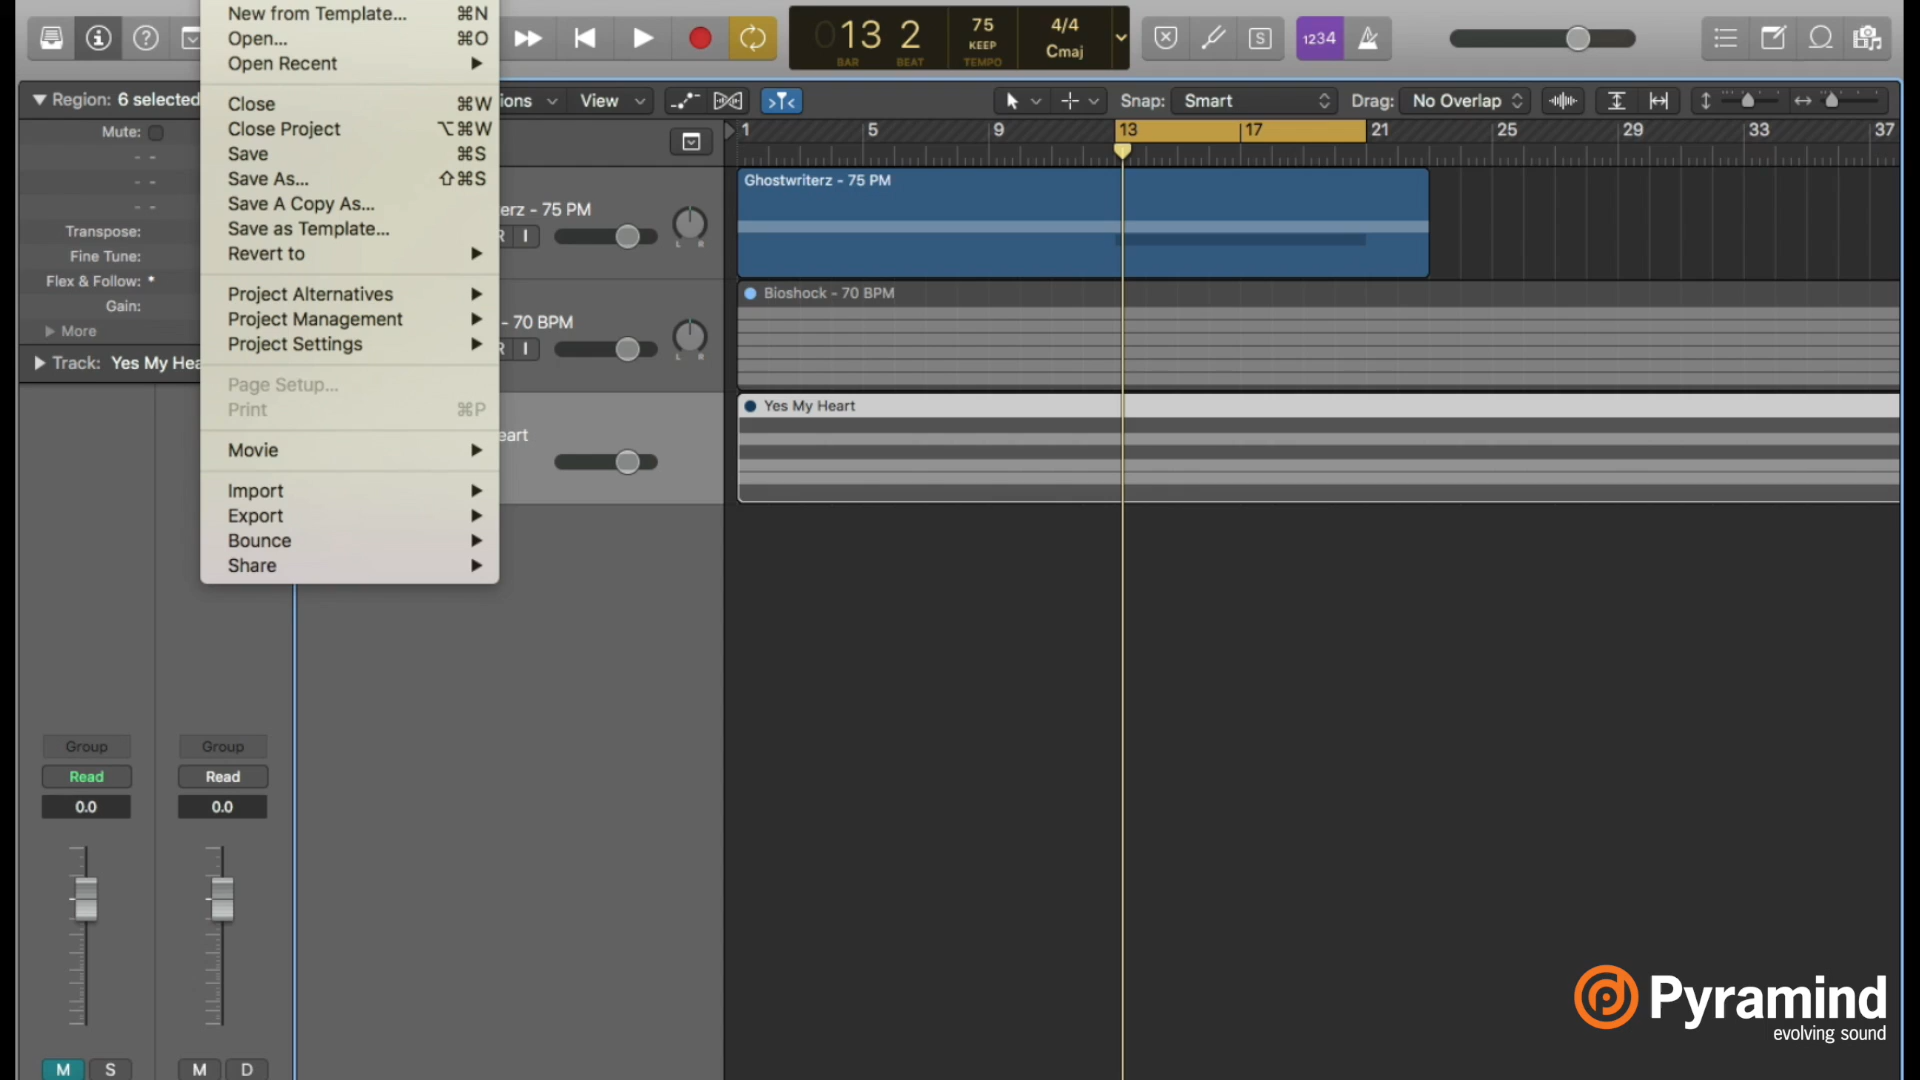 New from Template... ⌘N
Open... ⌘O
Open Recent
Close ⌘W
Close Project ⌥⌘W
Save ⌘S
Save As... ⇧⌘S
Save A Copy As...
Save as Template...
Revert to
Project Alternatives
Project Management
Project Settings
Page Setup...
Print ⌘P
Movie
Import
Export
Bounce
Share
13 2
BAR BEAT
75
KEEP
TEMPO
4/4
Cmaj
S
1234
Region: 6 selected
Mute:
Transpose:
Fine Tune:
Flex & Follow:
Gain:
More
Track: Yes My Hea
ions
View
Snap: Smart
Drag: No Overlap
1 5 9 13 17 21 25 29 33 37
erz - 75 PM
R I
L R
- 70 BPM
R I
L R
eart
Ghostwriterz - 75 PM
Bioshock - 70 BPM
Yes My Heart
Group Group
Read Read
0.0 0.0
M S M D
Pyramind
evolving sound